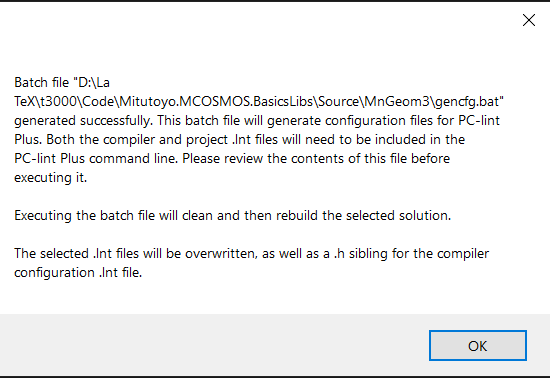 Batch file "D:\La
TeX\t3000\Code\Mitutoyo.MCOSMOS.BasicsLibs\Source\MnGeom3\gencfg.bat"
generated successfully. This batch file will generate configuration files for PC-lint
Plus. Both the compiler and project .lnt files will need to be included in the
PC-lint Plus command line. Please review the contents of this file before
executing it.
Executing the batch file will clean and then rebuild the selected solution.
The selected .lnt files will be overwritten, as well as a .h sibling for the compiler
configuration .lnt file.
OK